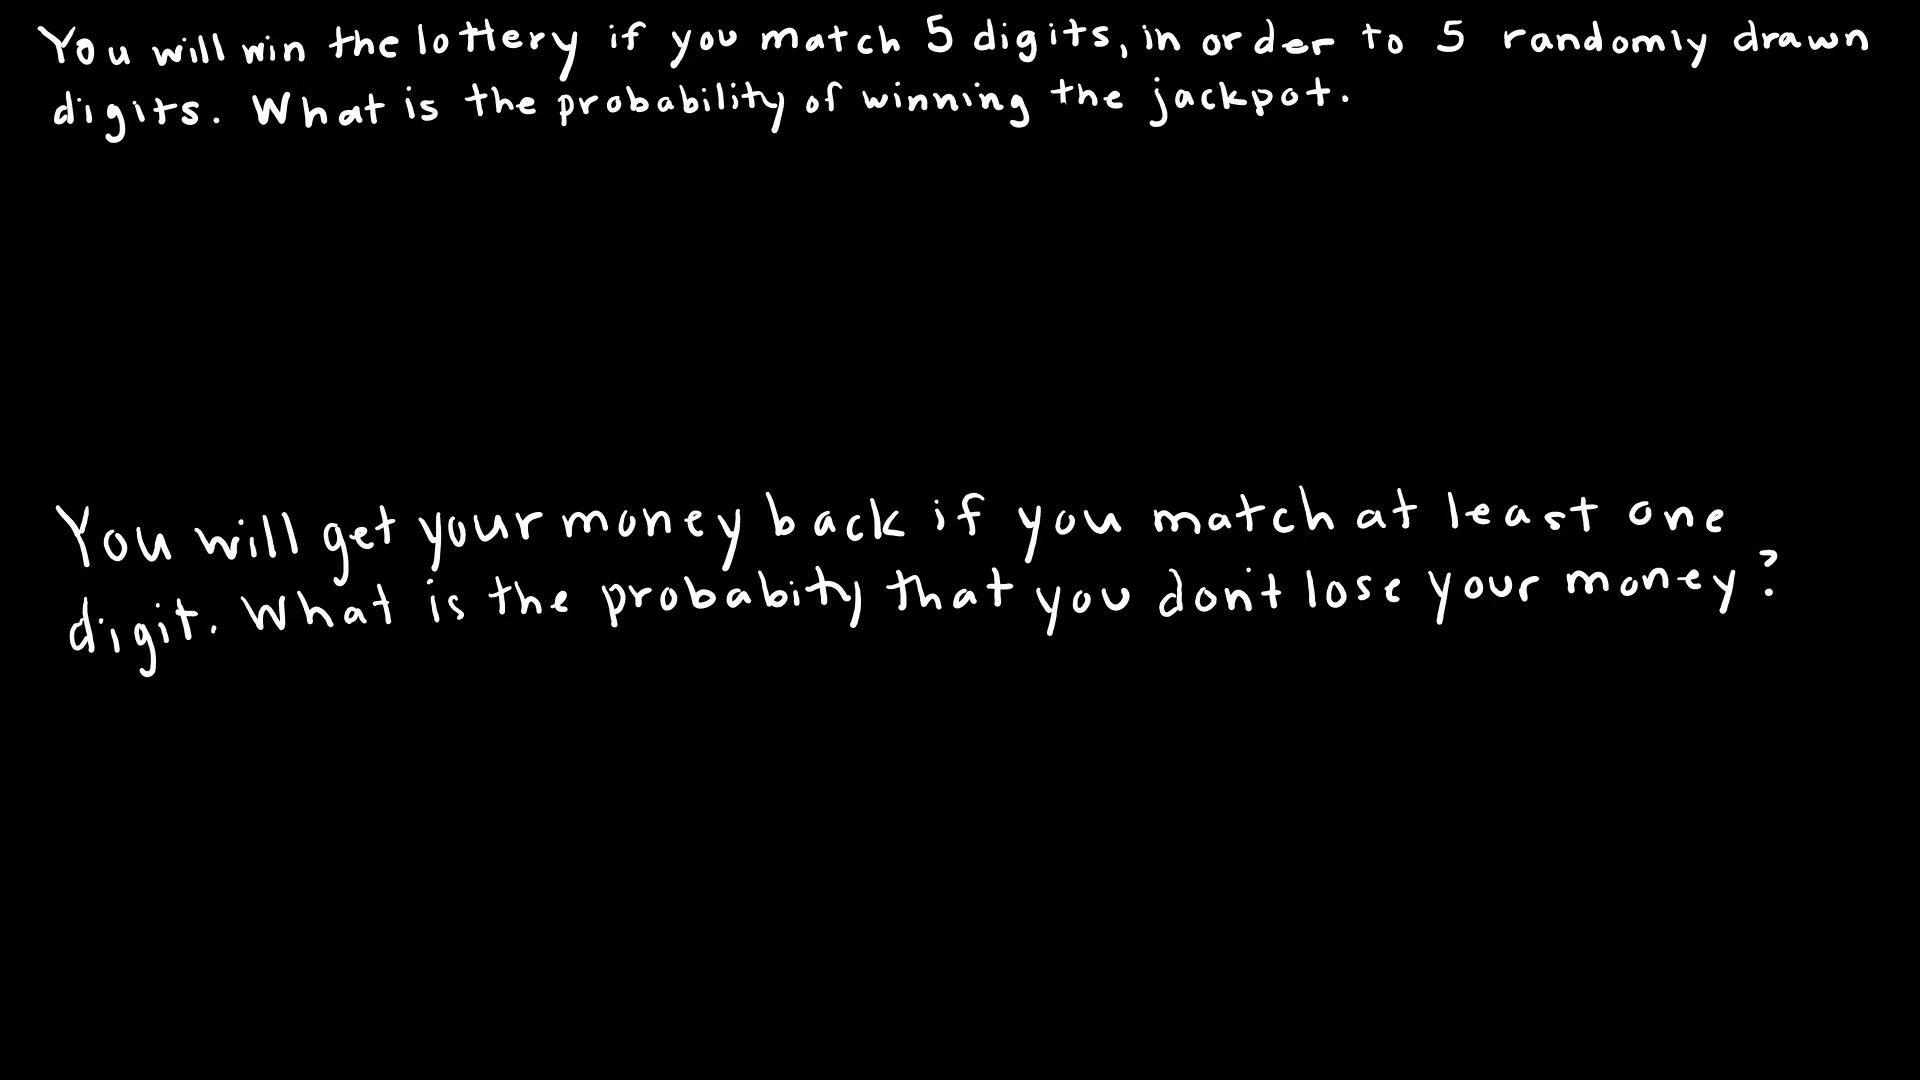 You will win the lottery if you match 5 digits, in order to 5 randomly drawn
digits. What is the probability of winning the jackpot.
You will get your money back if you match at least one
digit. What is the probabity that you don't lose your money?